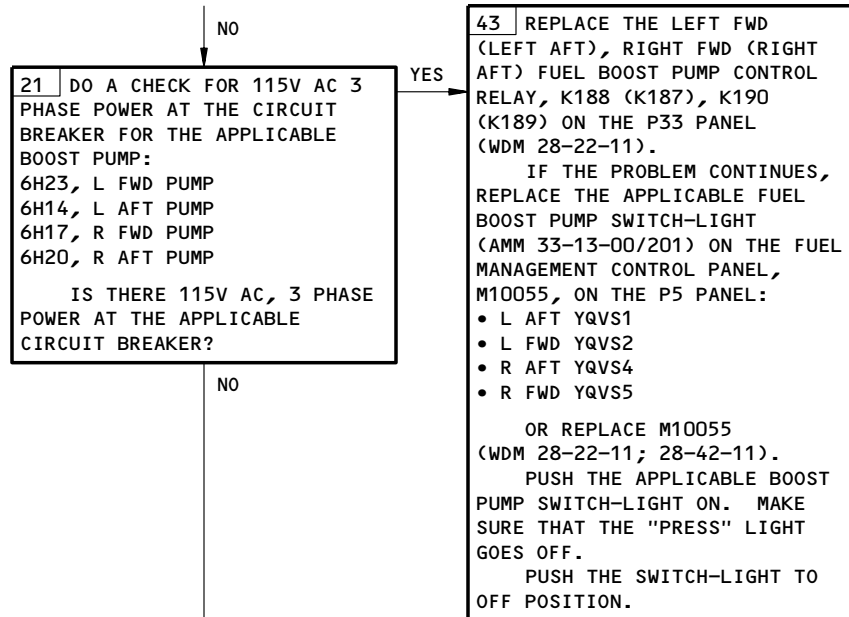 NO
21 DO A CHECK FOR 115V AC 3
PHASE POWER AT THE CIRCUIT
BREAKER FOR THE APPLICABLE
BOOST PUMP:
6H23, L FWD PUMP
6H14, L AFT PUMP
6H17, R FWD PUMP
6H20, R AFT PUMP
IS THERE 115V AC, 3 PHASE
POWER AT THE APPLICABLE
CIRCUIT BREAKER?
YES
NO
43 REPLACE THE LEFT FWD
(LEFT AFT), RIGHT FWD (RIGHT
AFT) FUEL BOOST PUMP CONTROL
RELAY, K188 (K187), K190
(K189) ON THE P33 PANEL
(WDM 28-22-11).
IF THE PROBLEM CONTINUES,
REPLACE THE APPLICABLE FUEL
BOOST PUMP SWITCH-LIGHT
(AMM 33-13-00/201) ON THE FUEL
MANAGEMENT CONTROL PANEL,
M10055, ON THE P5 PANEL:
• L AFT YQVS1
• L FWD YQVS2
• R AFT YQVS4
• R FWD YQVS5
OR REPLACE M10055
(WDM 28-22-11; 28-42-11).
PUSH THE APPLICABLE BOOST
PUMP SWITCH-LIGHT ON.  MAKE
SURE THAT THE "PRESS" LIGHT
GOES OFF.
PUSH THE SWITCH-LIGHT TO
OFF POSITION.